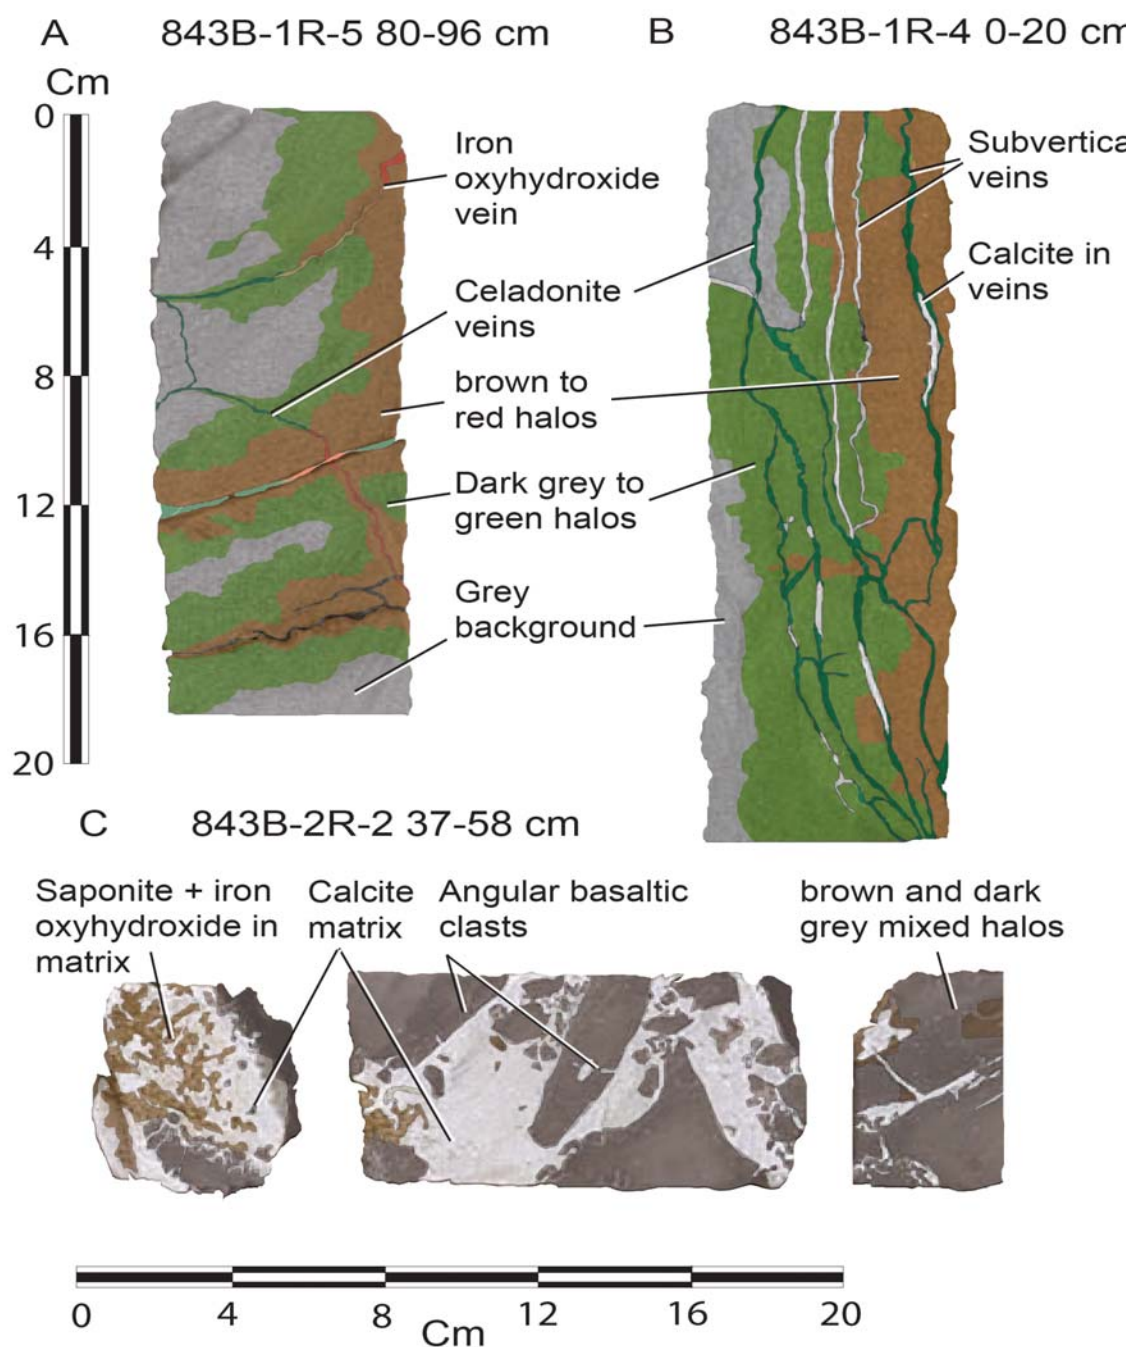 A 843B-1R-5 80-96 cm
B 843B-1R-4 0-20 cm
Cm
0
4
8
12
16
20
Iron
oxyhydroxide
vein
Celadonite
veins
brown to
red halos
Dark grey to
green halos
Grey
background
Subvertica
veins
Calcite in
veins
C 843B-2R-2 37-58 cm
Saponite + iron
oxyhydroxide in
matrix
Calcite
matrix
Angular basaltic
clasts
brown and dark
grey mixed halos
0 4 8 12 16 20
Cm